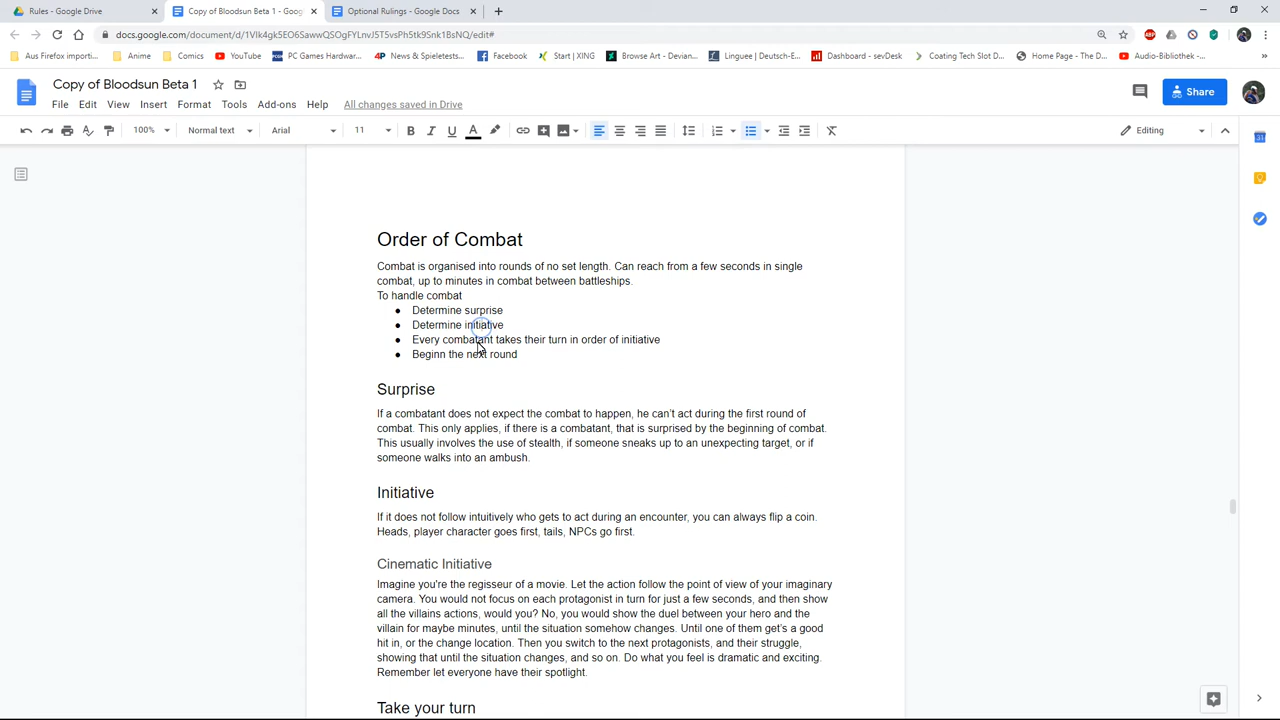 Rules - Google Drive
Copy of Bloodsun Beta 1 - Goog
Optional Rulings - Google Docs
docs.google.com/document/d/1VIk4gk5EO6SawwQSOgFYLnvJ5T5vsPh5tk9Snk18sNQ/edit#
Aus Firefox importi...
Anime
Comics
YouTube
PC Games Hardwar...
News & Spieletests...
Facebook
Start | XING
Browse Art - Devian...
Linguee | Deutsch-E...
Dashboard - sevDesk
Coating Tech Slot D...
Home Page - The D...
Audio-Bibliothek -...
Copy of Bloodsun Beta 1
Share
File Edit View Insert Format Tools Add-ons Help All changes saved in Drive
100% Normal text Arial 11 B I U A Editing
Order of Combat
Combat is organised into rounds of no set length. Can reach from a few seconds in single
combat, up to minutes in combat between battleships.
To handle combat
● Determine surprise
● Determine initiative
● Every combatant takes their turn in order of initiative
● Beginn the next round
Surprise
If a combatant does not expect the combat to happen, he can't act during the first round of
combat. This only applies, if there is a combatant, that is surprised by the beginning of combat.
This usually involves the use of stealth, if someone sneaks up to an unexpecting target, or if
someone walks into an ambush.
Initiative
If it does not follow intuitively who gets to act during an encounter, you can always flip a coin.
Heads, player character goes first, tails, NPCs go first.
Cinematic Initiative
Imagine you're the regisseur of a movie. Let the action follow the point of view of your imaginary
camera. You would not focus on each protagonist in turn for just a few seconds, and then show
all the villains actions, would you? No, you would show the duel between your hero and the
villain for maybe minutes, until the situation somehow changes. Until one of them get's a good
hit in, or the change location. Then you switch to the next protagonists, and their struggle,
showing that until the situation changes, and so on. Do what you feel is dramatic and exciting.
Remember let everyone have their spotlight.
Take your turn